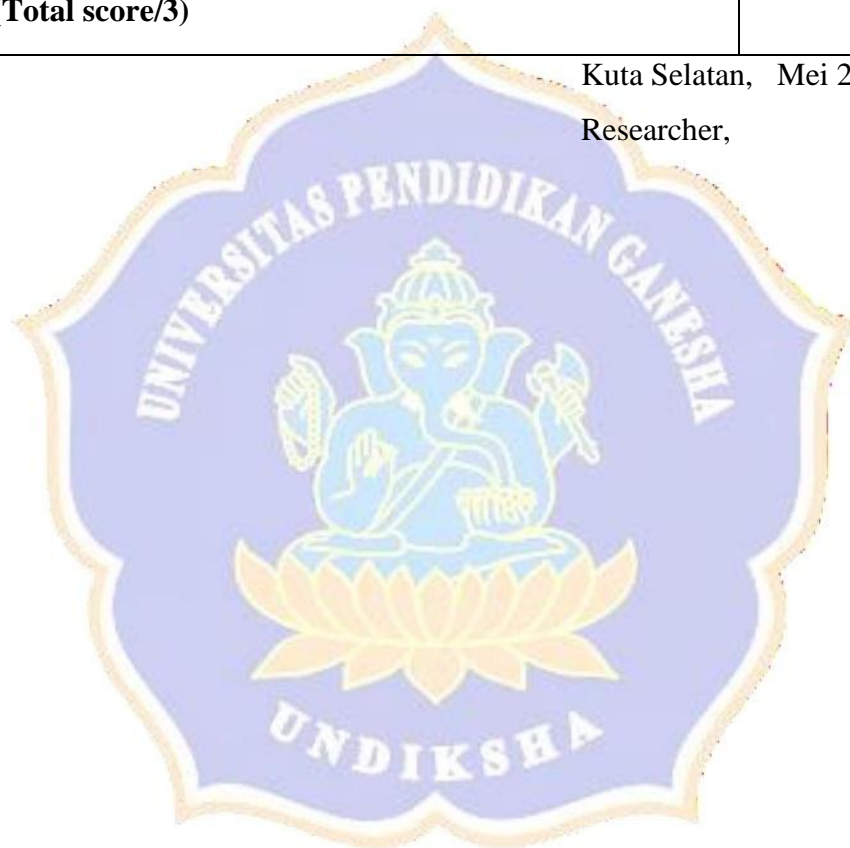 (Total score/3)
Kuta Selatan, Mei 2
Researcher,
UNIVERSITAS PENDIDIKAN GANESHA
UNDIKSHA